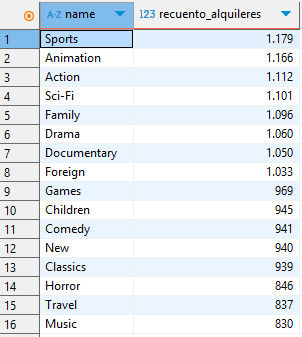 A-Z name 123 recuento_alquileres
1 Sports 1.179
2 Animation 1.166
3 Action 1.112
4 Sci-Fi 1.101
5 Family 1.096
6 Drama 1.060
7 Documentary 1.050
8 Foreign 1.033
9 Games 969
10 Children 945
11 Comedy 941
12 New 940
13 Classics 939
14 Horror 846
15 Travel 837
16 Music 830